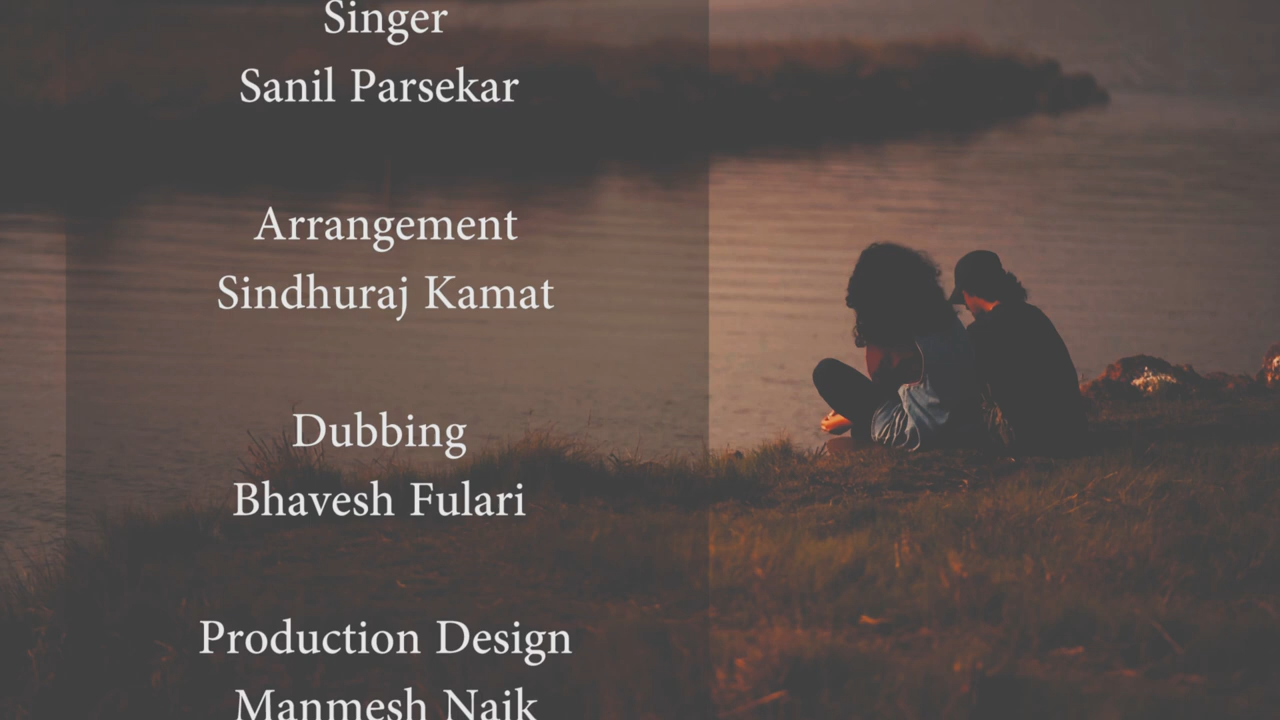 Singer
Sanil Parsekar
Arrangement
Sindhuraj Kamat
Dubbing
Bhavesh Fulari
Production Design
Manmesh Naik